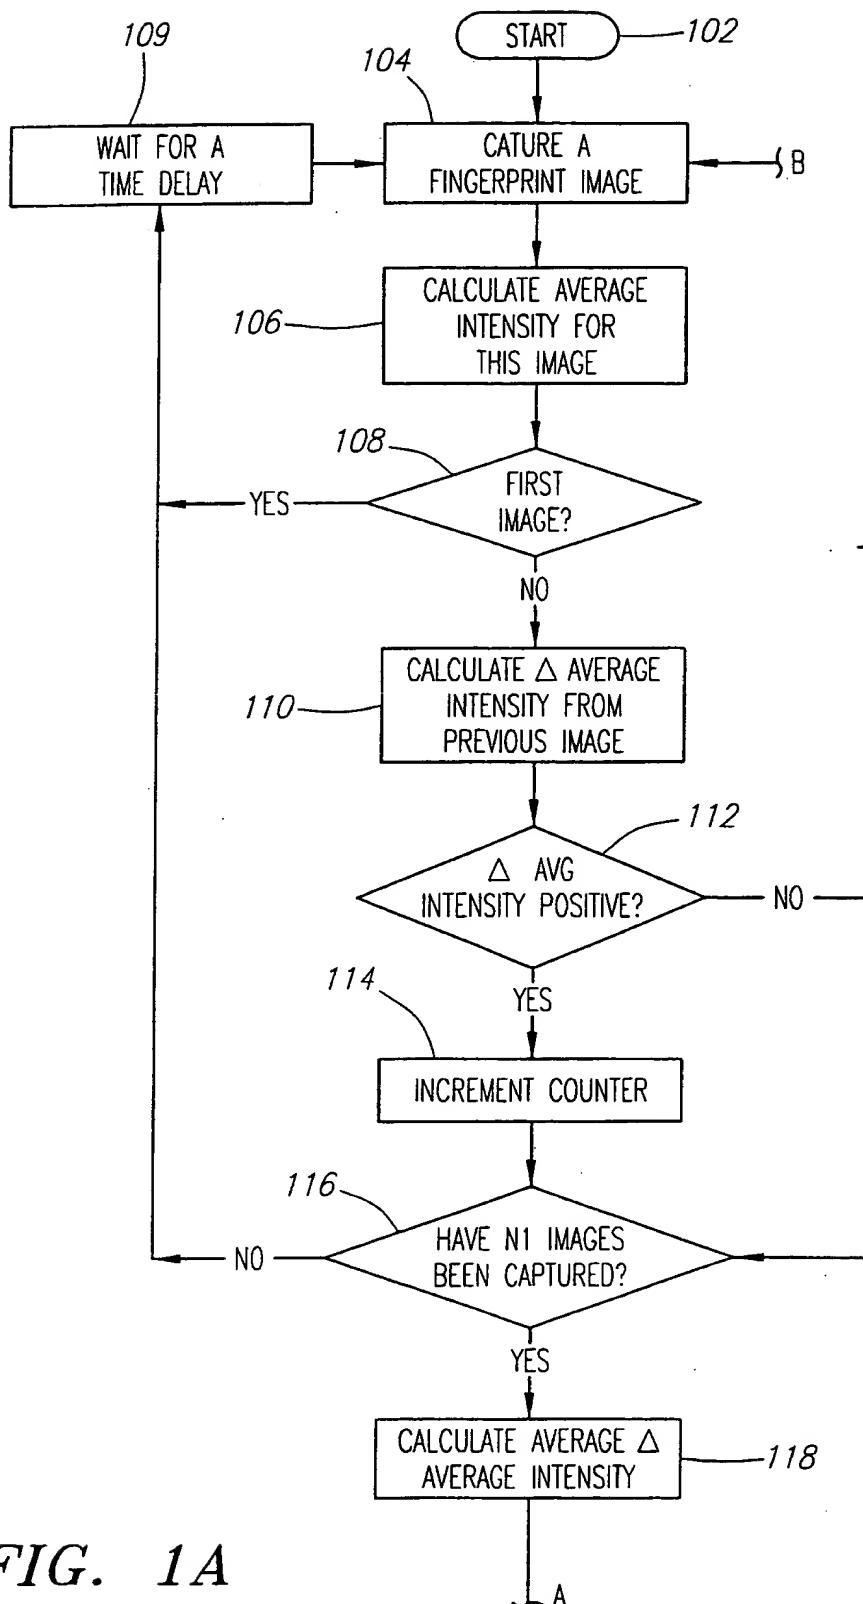 109
START
102
104
WAIT FOR A
TIME DELAY
CATURE A
FINGERPRINT IMAGE
B
106
CALCULATE AVERAGE
INTENSITY FOR
THIS IMAGE
108
FIRST
IMAGE?
YES
NO
110
CALCULATE △ AVERAGE
INTENSITY FROM
PREVIOUS IMAGE
112
△ AVG
INTENSITY POSITIVE?
NO
114
YES
INCREMENT COUNTER
116
HAVE N1 IMAGES
BEEN CAPTURED?
NO
YES
CALCULATE AVERAGE △
AVERAGE INTENSITY
118
FIG. 1A
A